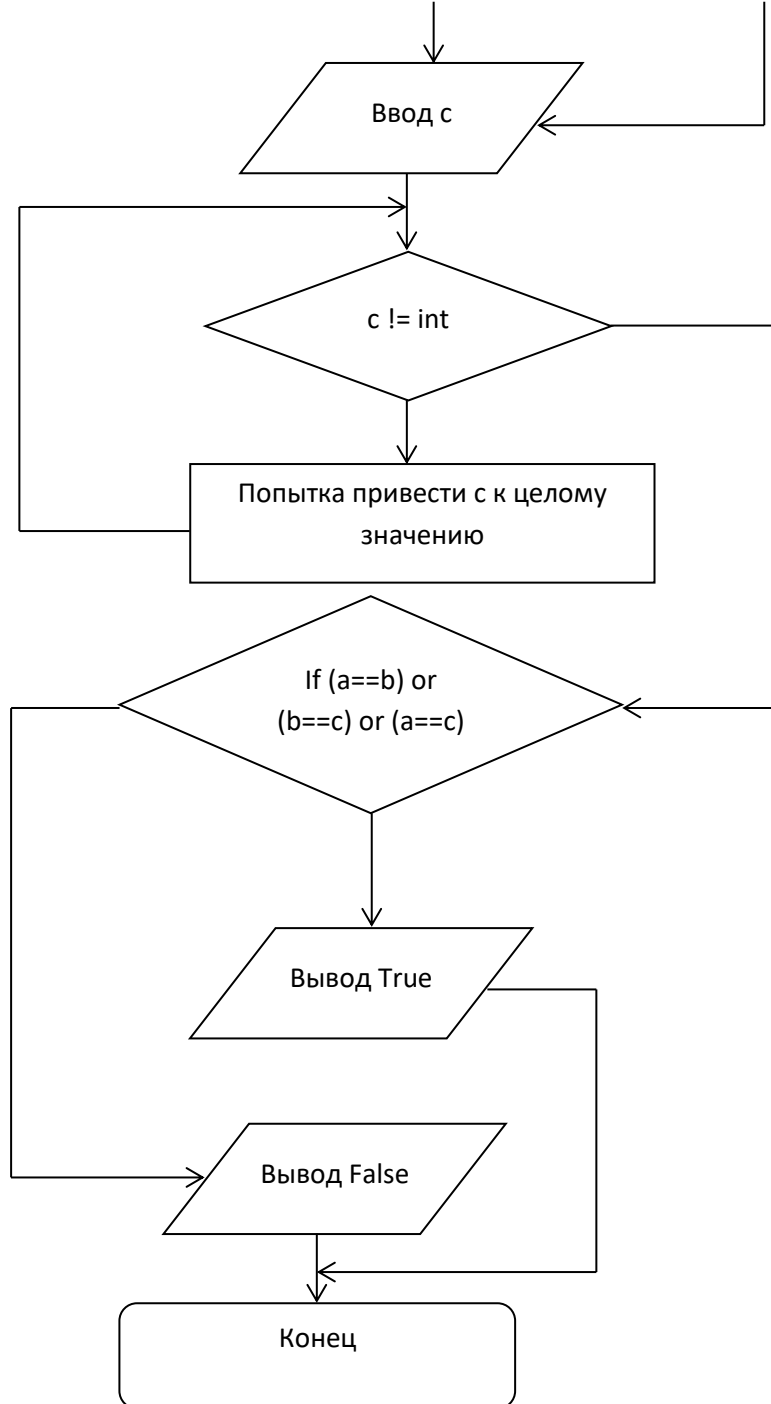 Ввод с
c != int
Попытка привести с к целому
значению
If (a==b) or
(b==c) or (a==c)
Вывод True
Вывод False
Конец